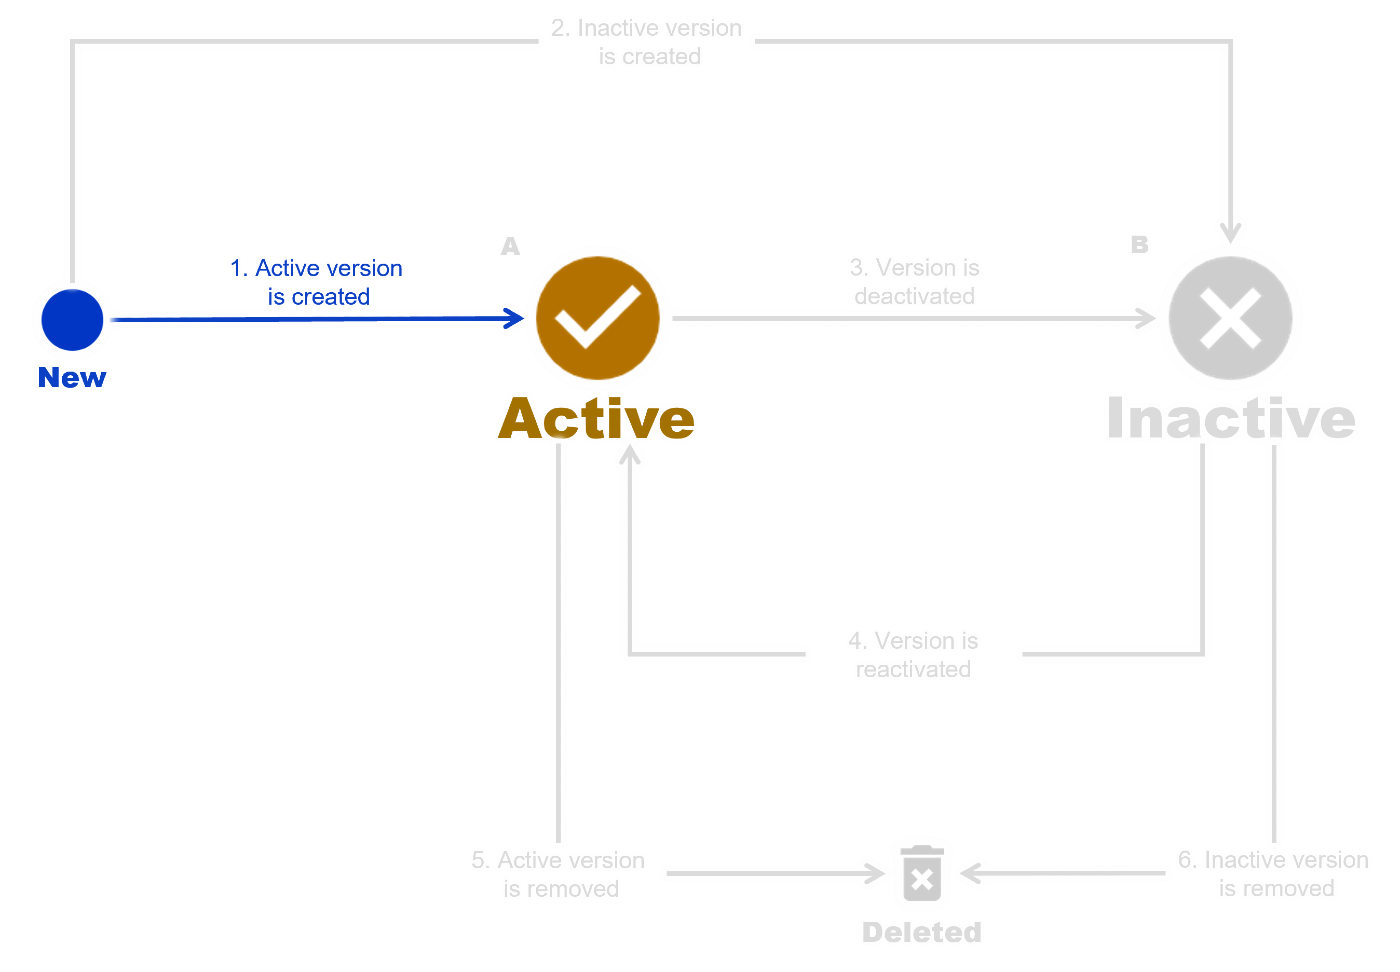 2. Inactive version
is created
A
B
1. Active version
is created
3. Version is
deactivated
New
Active
Inactive
4. Version is
reactivated
5. Active version
is removed
6. Inactive version
is removed
Deleted